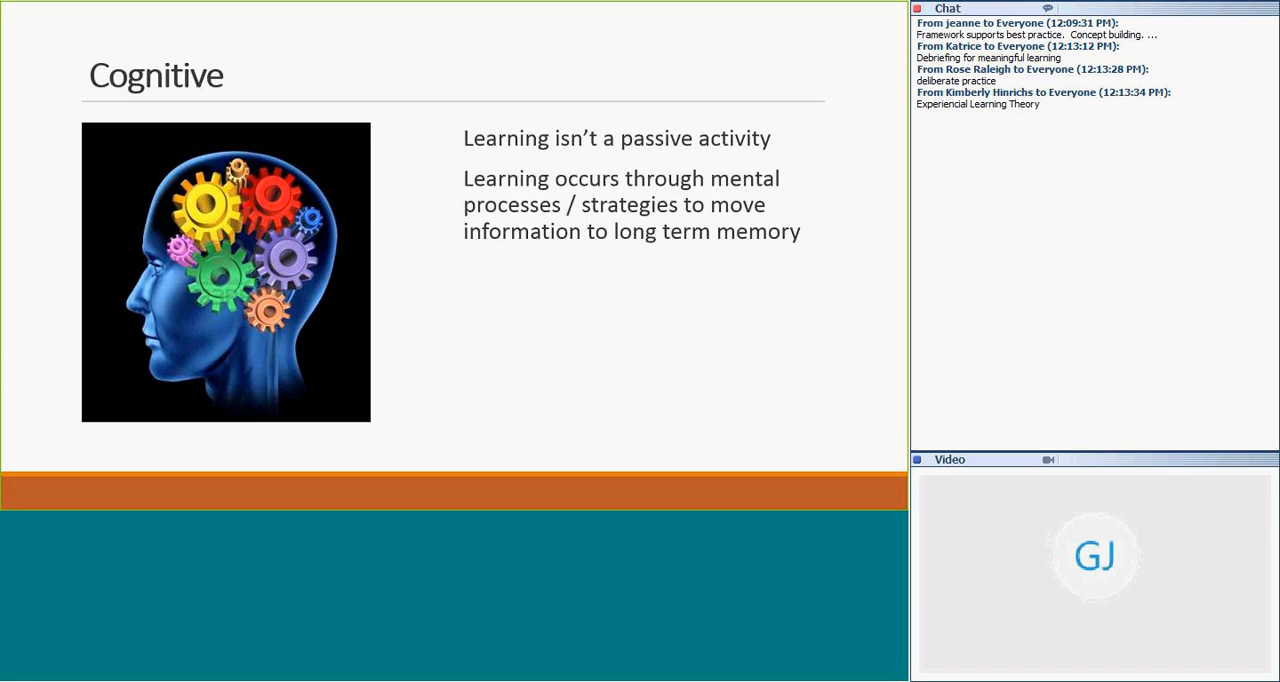 Cognitive
Learning isn’t a passive activity
Learning occurs through mental
processes / strategies to move
information to long term memory
Chat
From jeanne to Everyone (12:09:31 PM):
Framework supports best practice.  Concept building. ...
From Katrice to Everyone (12:13:12 PM):
Debriefing for meaningful learning
From Rose Raleigh to Everyone (12:13:28 PM):
deliberate practice
From Kimberly Hinrichs to Everyone (12:13:34 PM):
Experiencial Learning Theory
Video
GJ